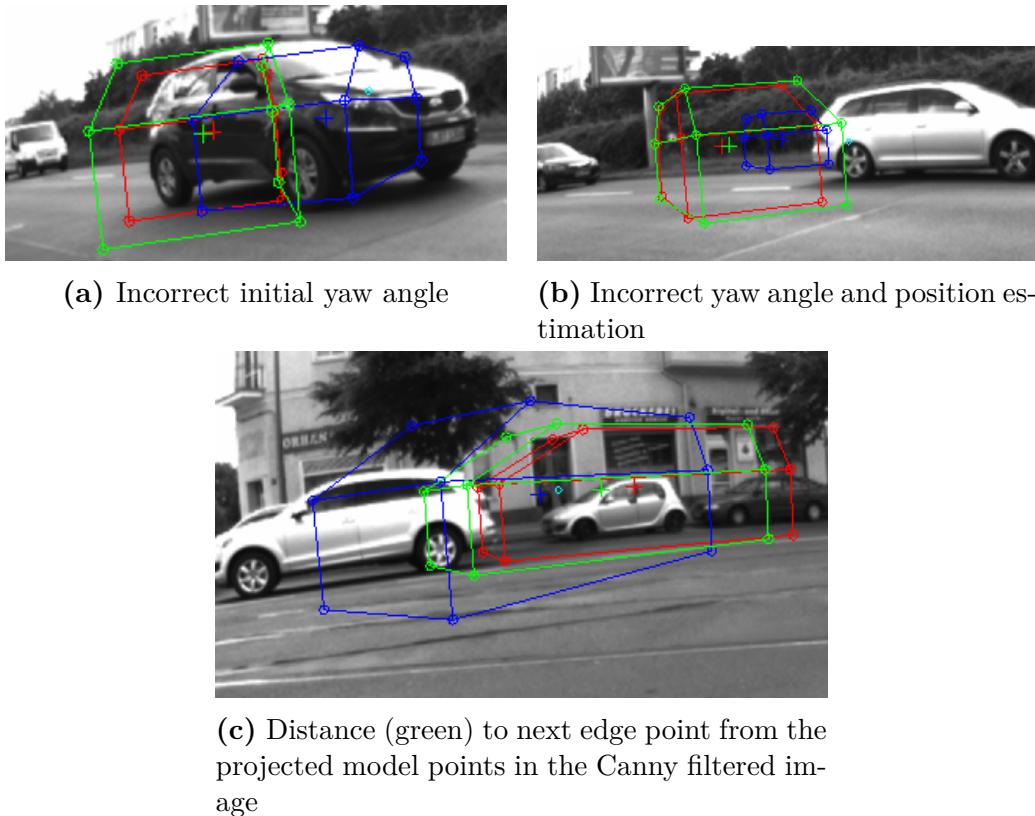 (a) Incorrect initial yaw angle
(b) Incorrect yaw angle and position es-
timation
(c) Distance (green) to next edge point from the
projected model points in the Canny filtered im-
age